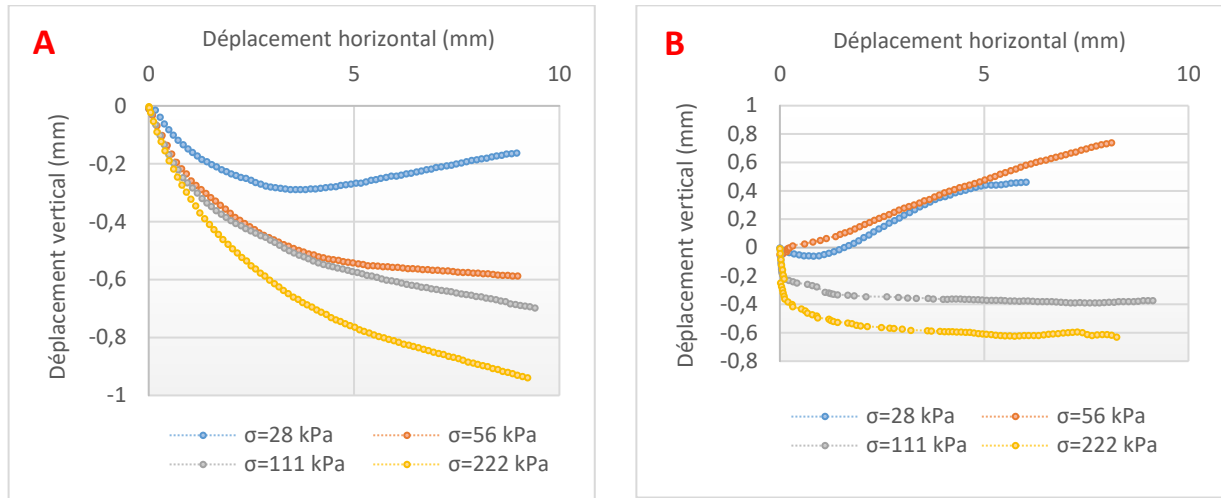 A
Déplacement horizontal (mm)
0 5 10
Déplacement vertical (mm)
0
-0,2
-0,4
-0,6
-0,8
-1
σ=28 kPa σ=56 kPa
σ=111 kPa σ=222 kPa
B
Déplacement horizontal (mm)
0 5 10
Déplacement vertical (mm)
1
0,8
0,6
0,4
0,2
0
-0,2
-0,4
-0,6
-0,8
σ=28 kPa σ=56 kPa
σ=111 kPa σ=222 kPa